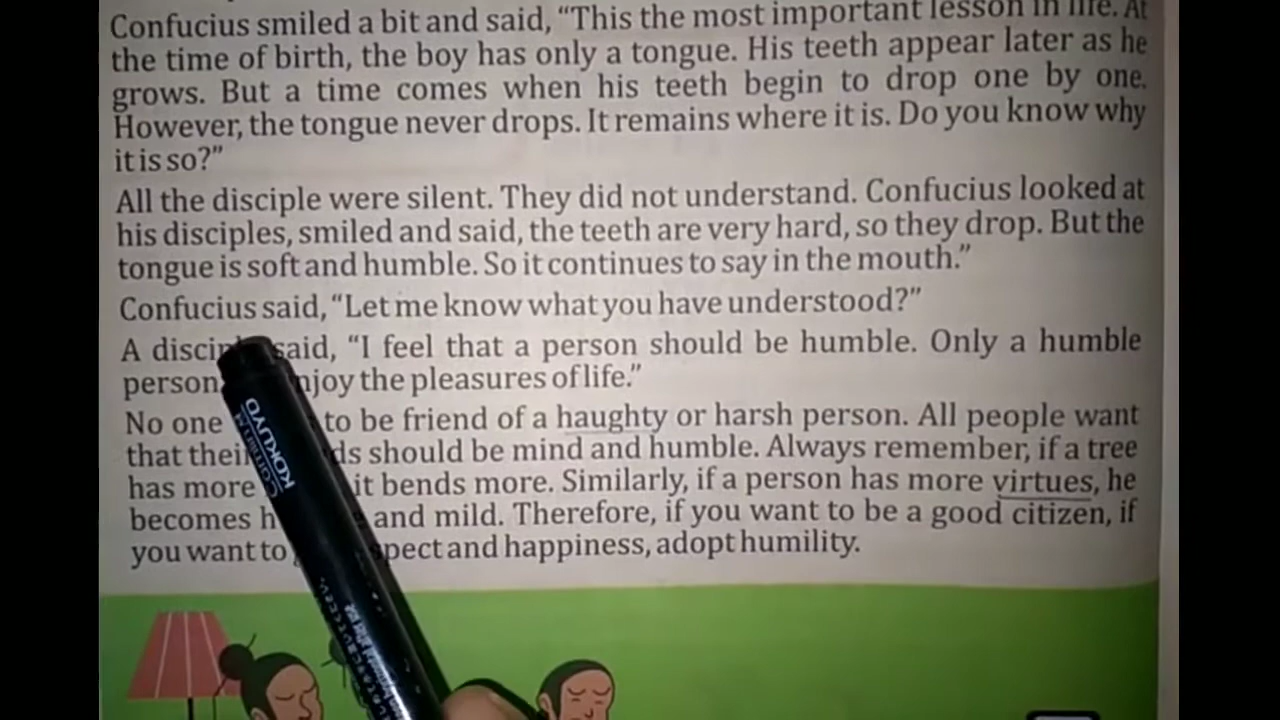 Confucius smiled a bit and said, “This the most important lesson in life. At
the time of birth, the boy has only a tongue. His teeth appear later as he
grows. But a time comes when his teeth begin to drop one by one.
However, the tongue never drops. It remains where it is. Do you know why
it is so?”
All the disciple were silent. They did not understand. Confucius looked at
his disciples, smiled and said, the teeth are very hard, so they drop. But the
tongue is soft and humble. So it continues to say in the mouth.”
Confucius said, “Let me know what you have understood?”
A said, “I feel that a person should be humble. Only a humble
person the pleasures of life.”
No one to be friend of a haughty or harsh person. All people want
that should be mind and humble. Always remember, if a tree
has more it bends more. Similarly, if a person has more virtues, he
becomes and mild. Therefore, if you want to be a good citizen, if
you want to and happiness, adopt humility.
KOKUYO